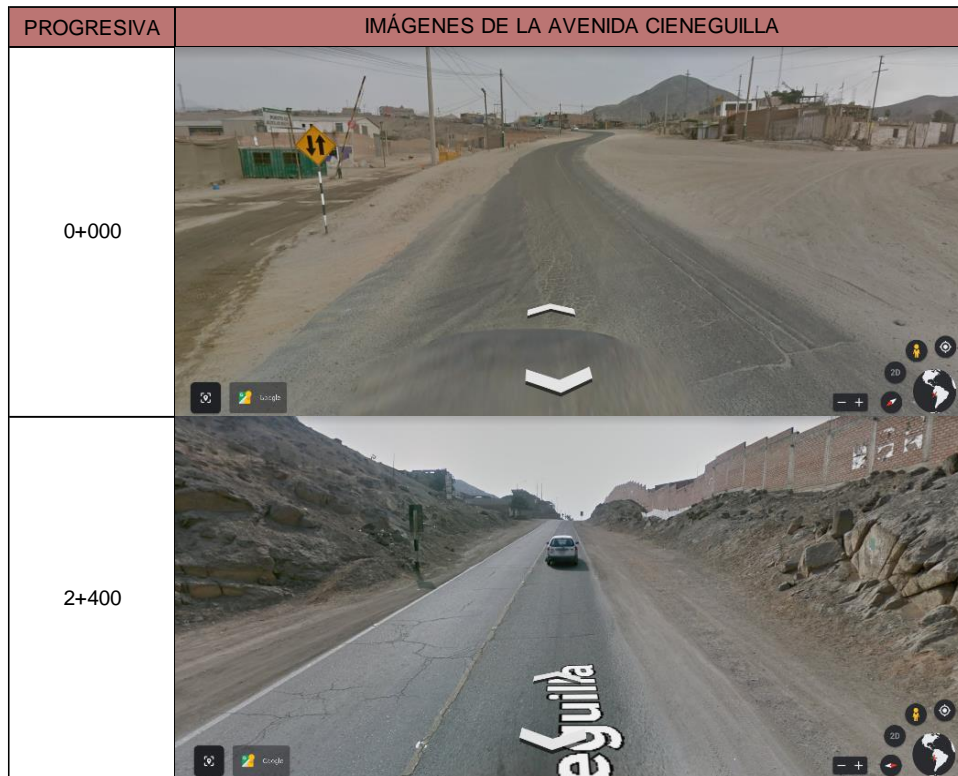 PROGRESIVA
IMÁGENES DE LA AVENIDA CIENEGUILLA
0+000
2D
Google
2+400
eguilla
2D
Google